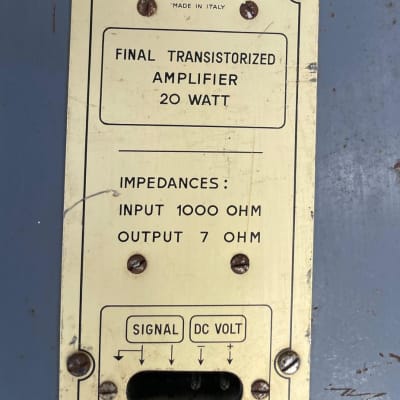 MADE IN ITALY
FINAL TRANSISTORIZED
AMPLIFIER
20 WATT
IMPEDANCES:
INPUT 1000 OHM
OUTPUT 7 OHM
SIGNAL DC VOLT
- +